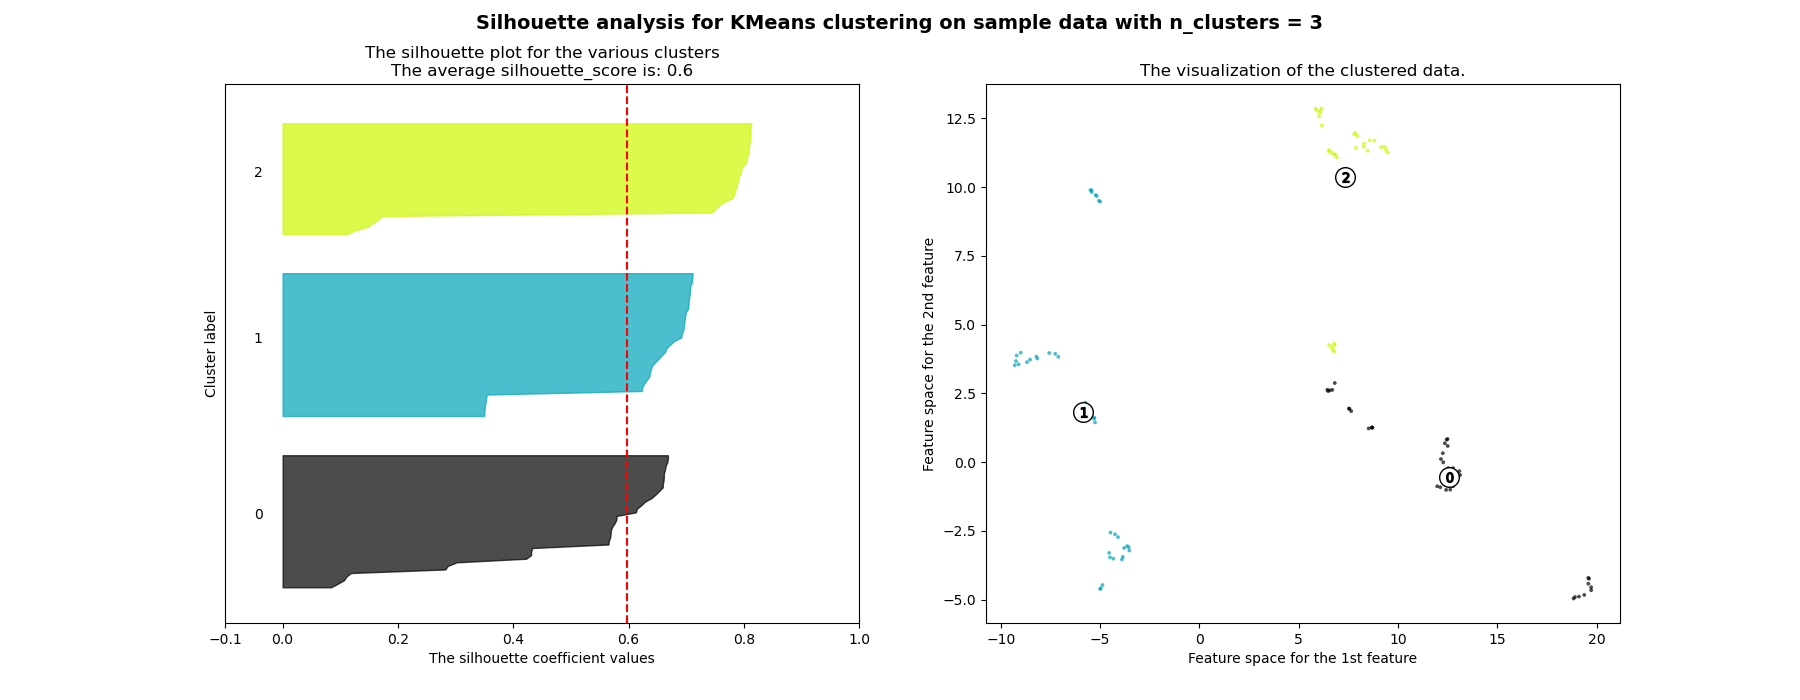 Silhouette analysis for KMeans clustering on sample data with n_clusters = 3
The silhouette plot for the various clusters
The average silhouette_score is: 0.6
2
1
0
Cluster label
−0.1 0.0 0.2 0.4 0.6 0.8 1.0
The silhouette coefficient values
The visualization of the clustered data.
12.5
10.0
7.5
5.0
2.5
0.0
−2.5
−5.0
Feature space for the 2nd feature
2
1
0
−10 −5 0 5 10 15 20
Feature space for the 1st feature